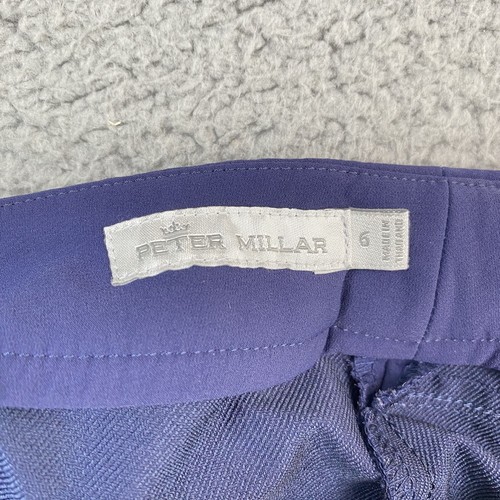 PETER MILLAR
6
MADE IN
THAILAND